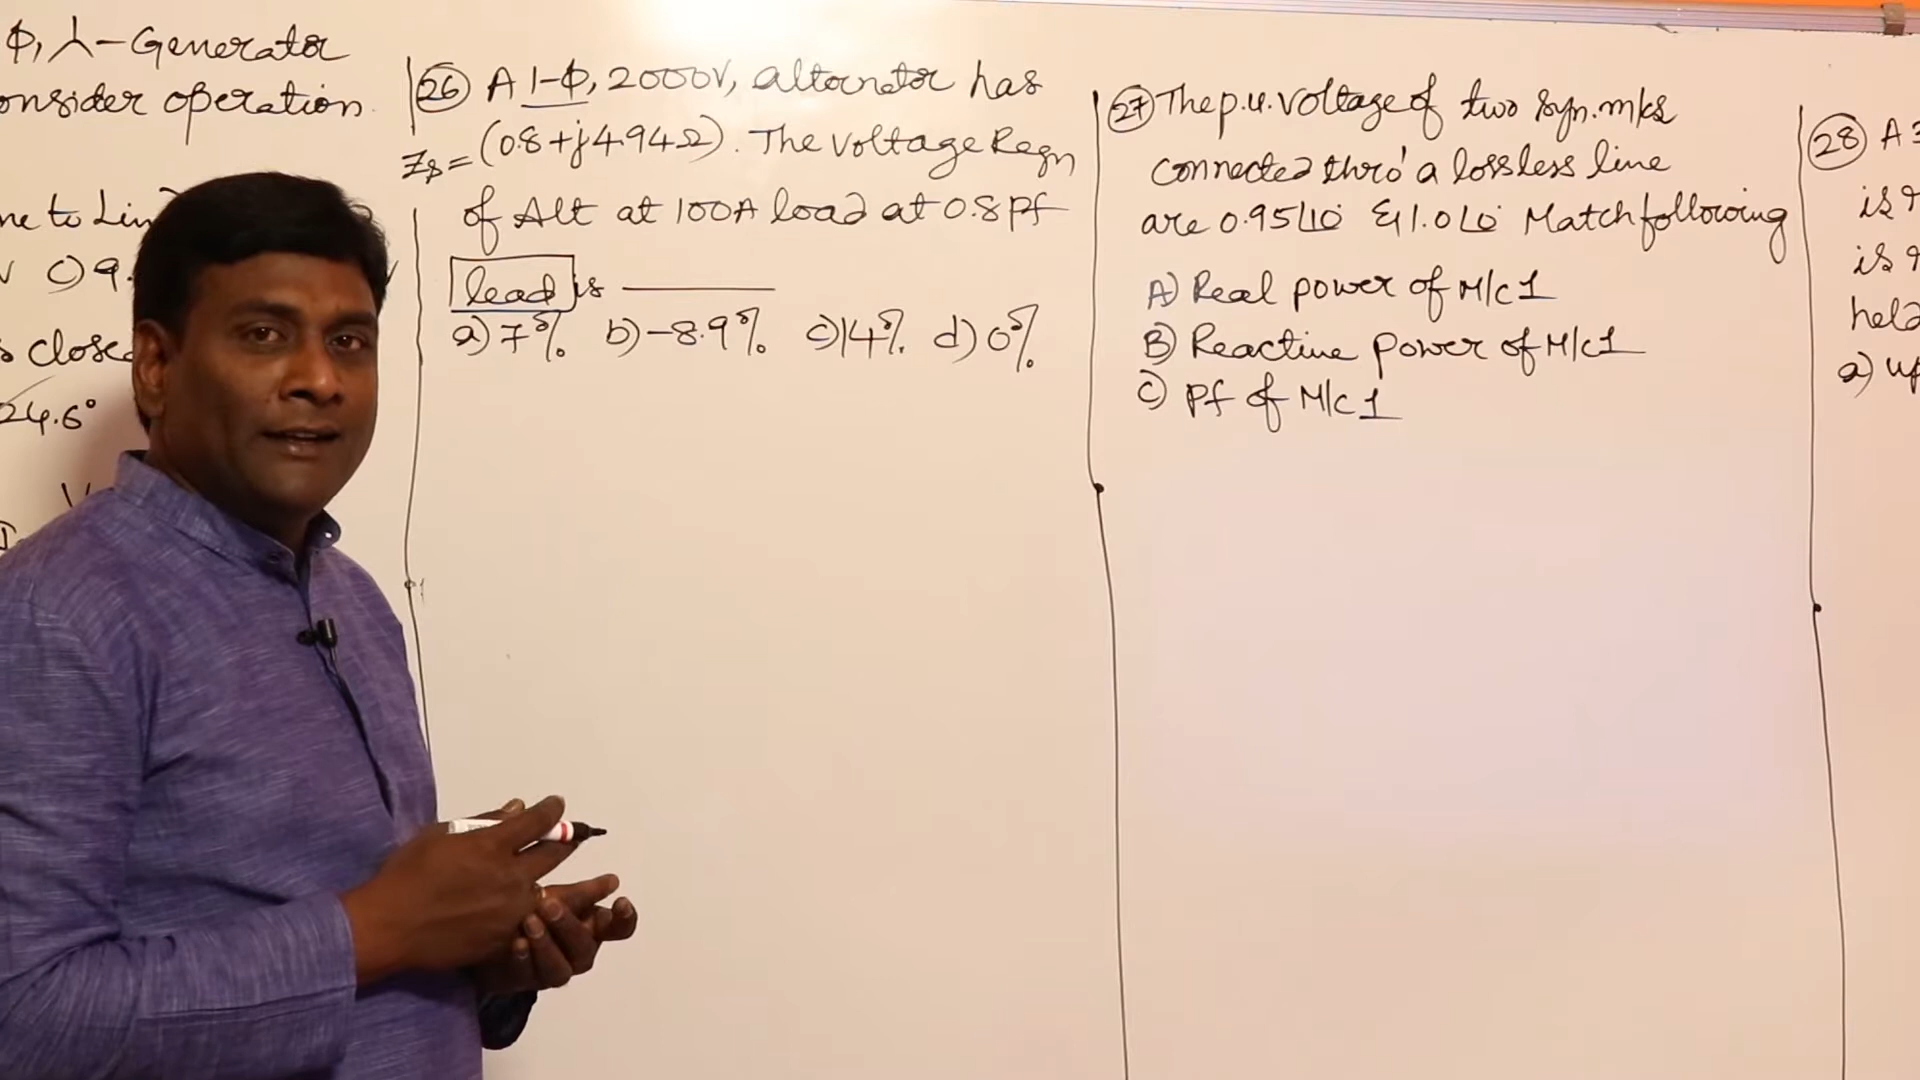 Φ, Y-Generator
onsider operation.
ne to Lin
C) 9.
closed
24.6°
26 A 1-Φ, 2000V, alternator has
Zs = (0.8+j4.94Ω). The Voltage Regn
of Alt at 100A load at 0.8 Pf
lead is ________
a) 7% b) -8.9% c) 14% d) 0%
27 The p.u. voltage of two syn. m/cs
connected thro' a lossless line
are 0.95∠10° & 1.0∠0° Match following
A) Real power of M/c 1
B) Reactive power of M/c 1
C) Pf of M/c 1
28 A 3
is
is
held
a) up